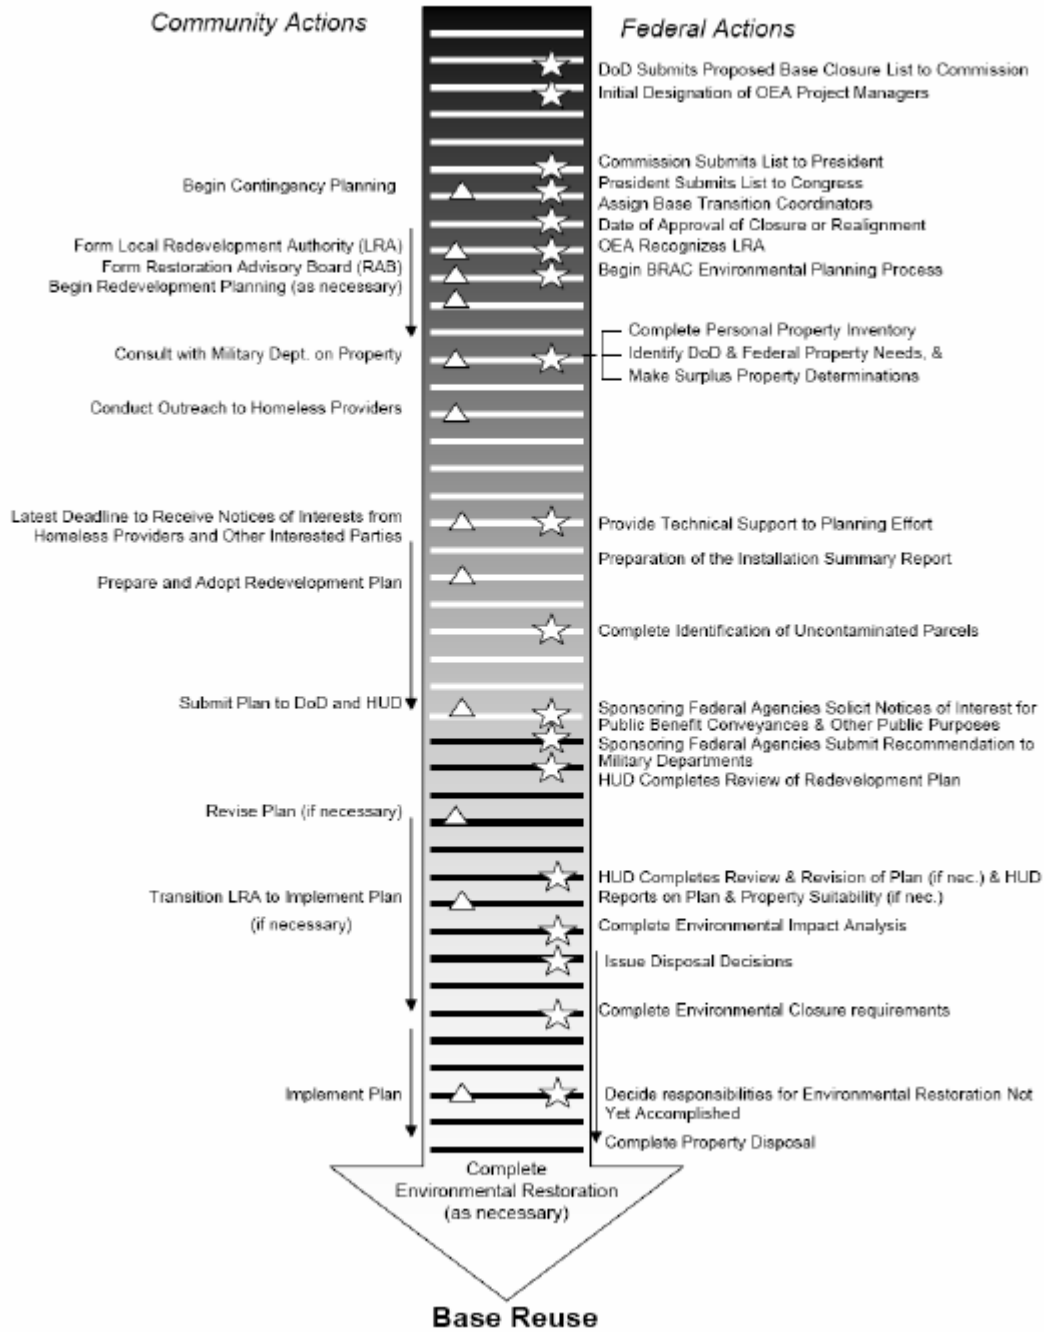 Community Actions
Federal Actions
DoD Submits Proposed Base Closure List to Commission
Initial Designation of OEA Project Managers
Commission Submits List to President
Begin Contingency Planning
President Submits List to Congress
Assign Base Transition Coordinators
Date of Approval of Closure or Realignment
Form Local Redevelopment Authority (LRA)
OEA Recognizes LRA
Form Restoration Advisory Board (RAB)
Begin BRAC Environmental Planning Process
Begin Redevelopment Planning (as necessary)
Complete Personal Property Inventory
Consult with Military Dept. on Property
Identify DoD & Federal Property Needs, &
Make Surplus Property Determinations
Conduct Outreach to Homeless Providers
Latest Deadline to Receive Notices of Interests from
Homeless Providers and Other Interested Parties
Provide Technical Support to Planning Effort
Preparation of the Installation Summary Report
Prepare and Adopt Redevelopment Plan
Complete Identification of Uncontaminated Parcels
Submit Plan to DoD and HUD
Sponsoring Federal Agencies Solicit Notices of Interest for
Public Benefit Conveyances & Other Public Purposes
Sponsoring Federal Agencies Submit Recommendation to
Military Departments
HUD Completes Review of Redevelopment Plan
Revise Plan (if necessary)
HUD Completes Review & Revision of Plan (if nec.) & HUD
Reports on Plan & Property Suitability (if nec.)
Transition LRA to Implement Plan
(if necessary)
Complete Environmental Impact Analysis
Issue Disposal Decisions
Complete Environmental Closure requirements
Implement Plan
Decide responsibilities for Environmental Restoration Not
Yet Accomplished
Complete Property Disposal
Complete
Environmental Restoration
(as necessary)
Base Reuse